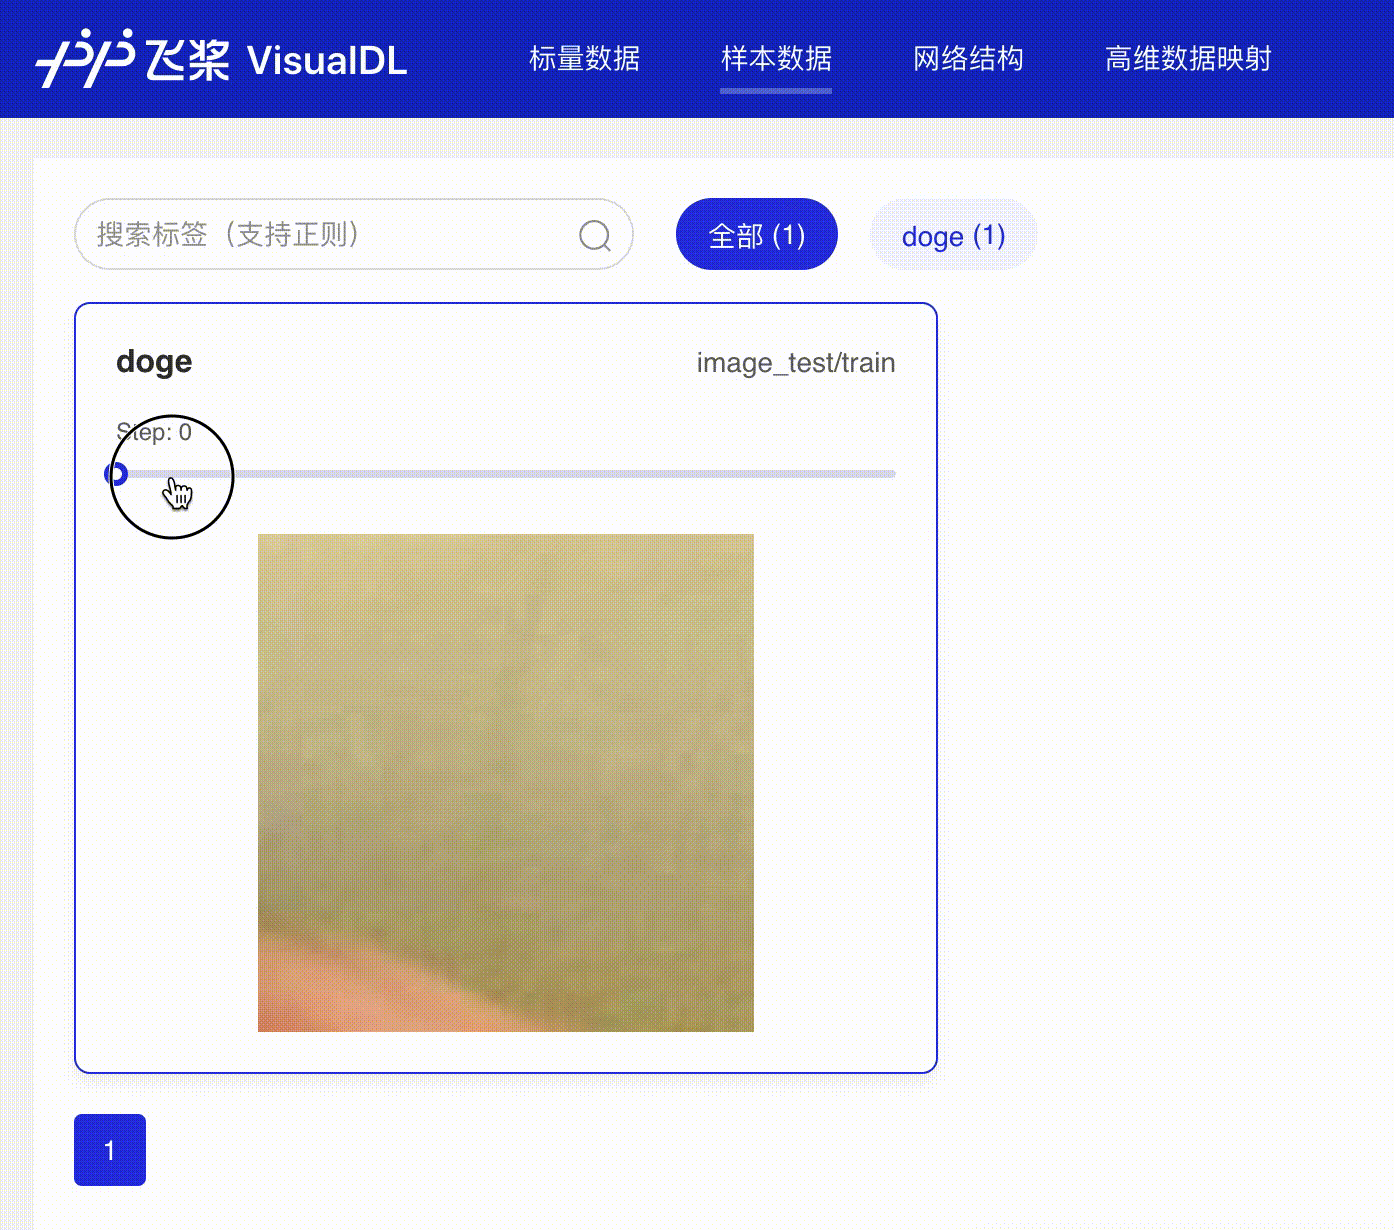 飞桨 VisualDL 标量数据 样本数据 网络结构 高维数据映射
搜索标签（支持正则） 全部 (1) doge (1)
doge image_test/train
Step: 0
1